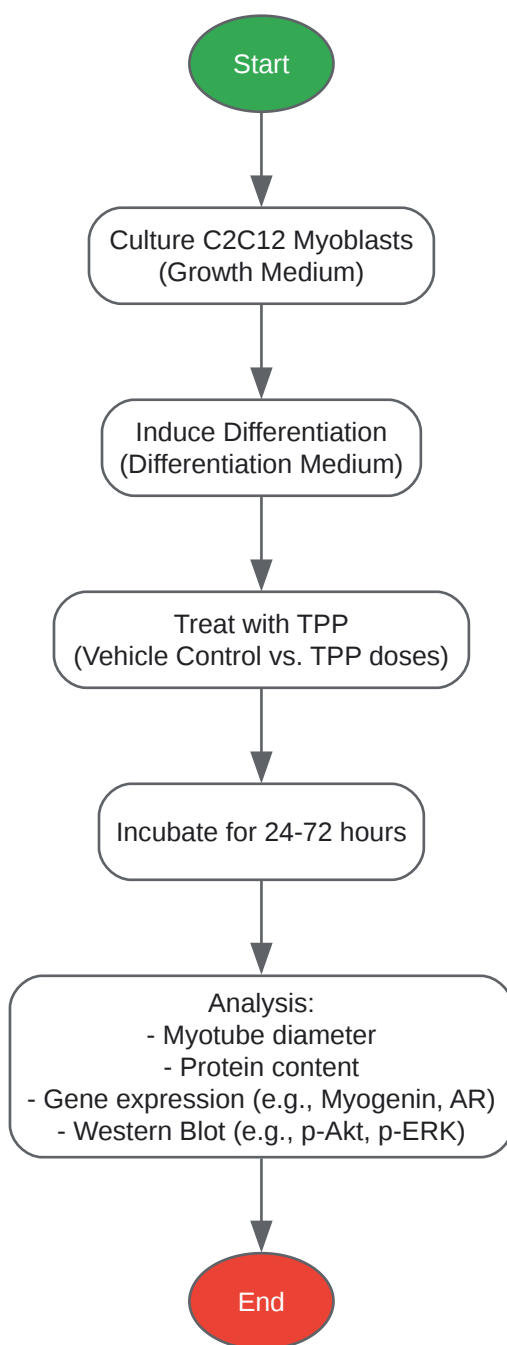 Start
Culture C2C12 Myoblasts
(Growth Medium)
Induce Differentiation
(Differentiation Medium)
Treat with TPP
(Vehicle Control vs. TPP doses)
Incubate for 24-72 hours
Analysis:
- Myotube diameter
- Protein content
- Gene expression (e.g., Myogenin, AR)
- Western Blot (e.g., p-Akt, p-ERK)
End